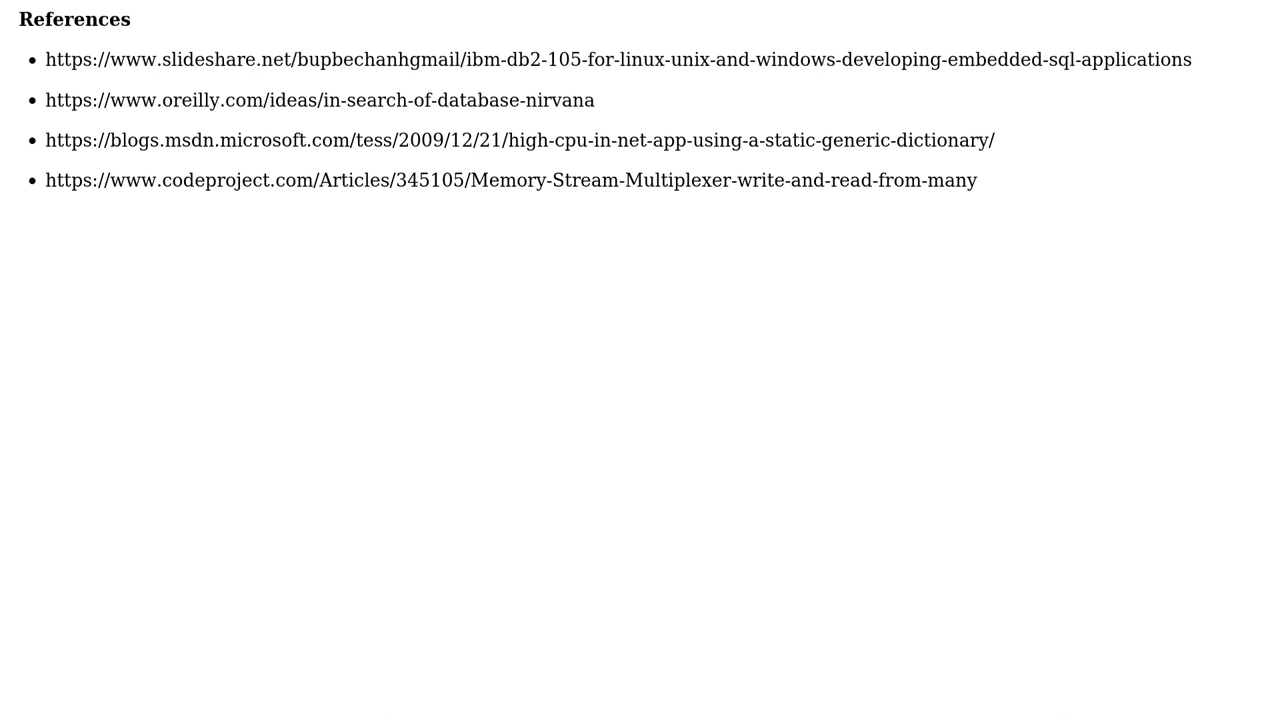 References
• https://www.slideshare.net/bupbechanhgmail/ibm-db2-105-for-linux-unix-and-windows-developing-embedded-sql-applications
• https://www.oreilly.com/ideas/in-search-of-database-nirvana
• https://blogs.msdn.microsoft.com/tess/2009/12/21/high-cpu-in-net-app-using-a-static-generic-dictionary/
• https://www.codeproject.com/Articles/345105/Memory-Stream-Multiplexer-write-and-read-from-many